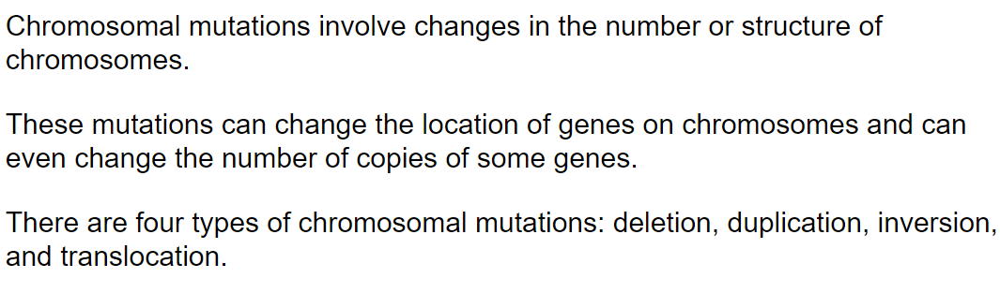 Chromosomal mutations involve changes in the number or structure of
chromosomes.
These mutations can change the location of genes on chromosomes and can
even change the number of copies of some genes.
There are four types of chromosomal mutations: deletion, duplication, inversion,
and translocation.